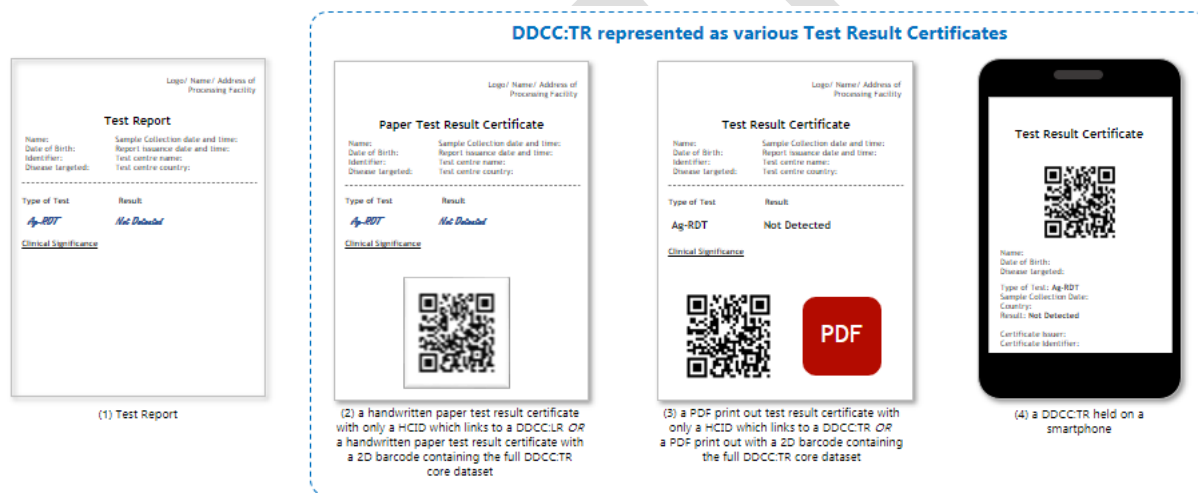 DDCC:TR represented as various Test Result Certificates
Logo/ Name/ Address of
Processing Facility
Test Report
Name:
Date of Birth:
Identifier:
Disease targeted:
Sample Collection date and time:
Report issuance date and time:
Test centre name:
Test centre country:
Type of Test
Result
Ag-RDT
Not Detected
Clinical Significance
(1) Test Report
Logo/ Name/ Address of
Processing Facility
Paper Test Result Certificate
Name:
Date of Birth:
Identifier:
Disease targeted:
Sample Collection date and time:
Report issuance date and time:
Test centre name:
Test centre country:
Type of Test
Result
Ag-RDT
Not Detected
Clinical Significance
(2) a handwritten paper test result certificate
with only a HCID which links to a DDCC:LR OR
a handwritten paper test result certificate with
a 2D barcode containing the full DDCC:TR
core dataset
Logo/ Name/ Address of
Processing Facility
Test Result Certificate
Name:
Date of Birth:
Identifier:
Disease targeted:
Sample Collection date and time:
Report issuance date and time:
Test centre name:
Test centre country:
Type of Test
Result
Ag-RDT
Not Detected
Clinical Significance
PDF
(3) a PDF print out test result certificate with
only a HCID which links to a DDCC:TR OR
a PDF print out with a 2D barcode containing
the full DDCC:TR core dataset
Test Result Certificate
Name:
Date of Birth:
Disease targeted:
Type of Test: Ag-RDT
Sample Collection Date:
Country:
Result: Not Detected
Certificate Issuer:
Certificate Identifier:
(4) a DDCC:TR held on a
smartphone